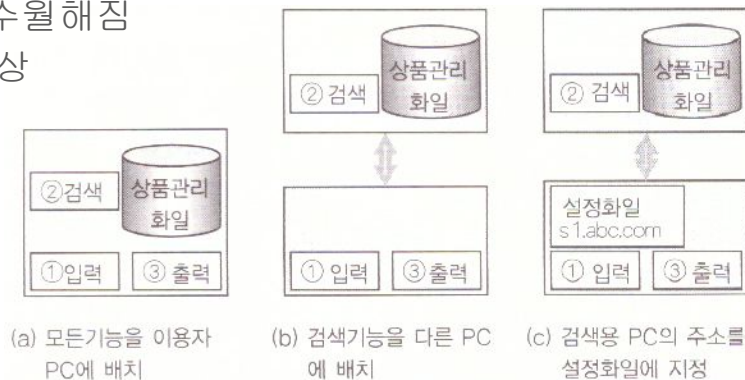 수월해짐
상
②검색
상품관리
화일
①입력
③ 출력
(a) 모든기능을 이용자
PC에 배치
② 검색
상품관리
화일
① 입력
③ 출력
(b) 검색기능을 다른 PC
에 배치
② 검색
상품관리
화일
설정화일
s1.abc.com
① 입력
③ 출력
(c) 검색용 PC의 주소를
설정화일에 지정